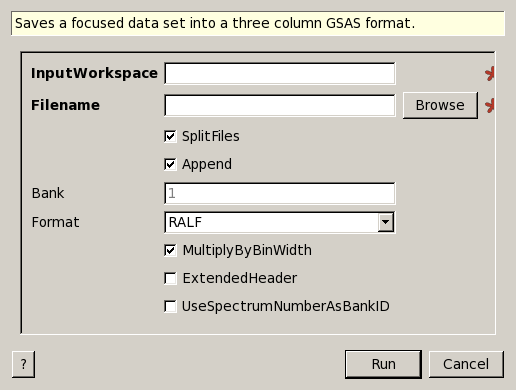 Saves a focused data set into a three column GSAS format.
InputWorkspace
Filename
Browse
SplitFiles
Append
Bank
1
Format
RALF
MultiplyByBinWidth
ExtendedHeader
UseSpectrumNumberAsBankID
?
Run
Cancel